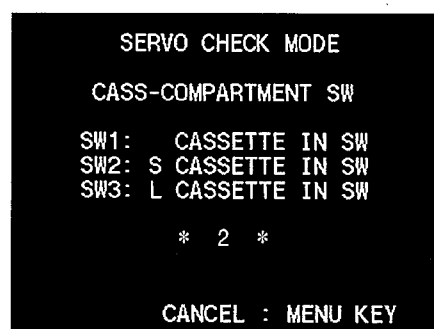 SERVO CHECK MODE
CASS-COMPARTMENT SW
SW1: CASSETTE IN SW
SW2: S CASSETTE IN SW
SW3: L CASSETTE IN SW
* 2 *
CANCEL : MENU KEY